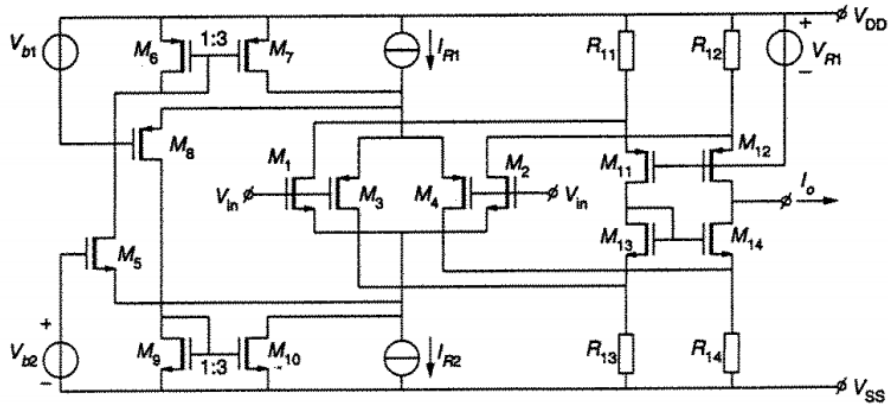 V_DD
V_b1
M_6
1:3
M_7
I_R1
R_11
R_12
+
V_R1
−
M_8
M_1
M_2
M_11
M_12
V_in
M_3
M_4
V_in
I_o
M_5
M_13
M_14
+
V_b2
−
M_9
1:3
M_10
I_R2
R_13
R_14
V_SS